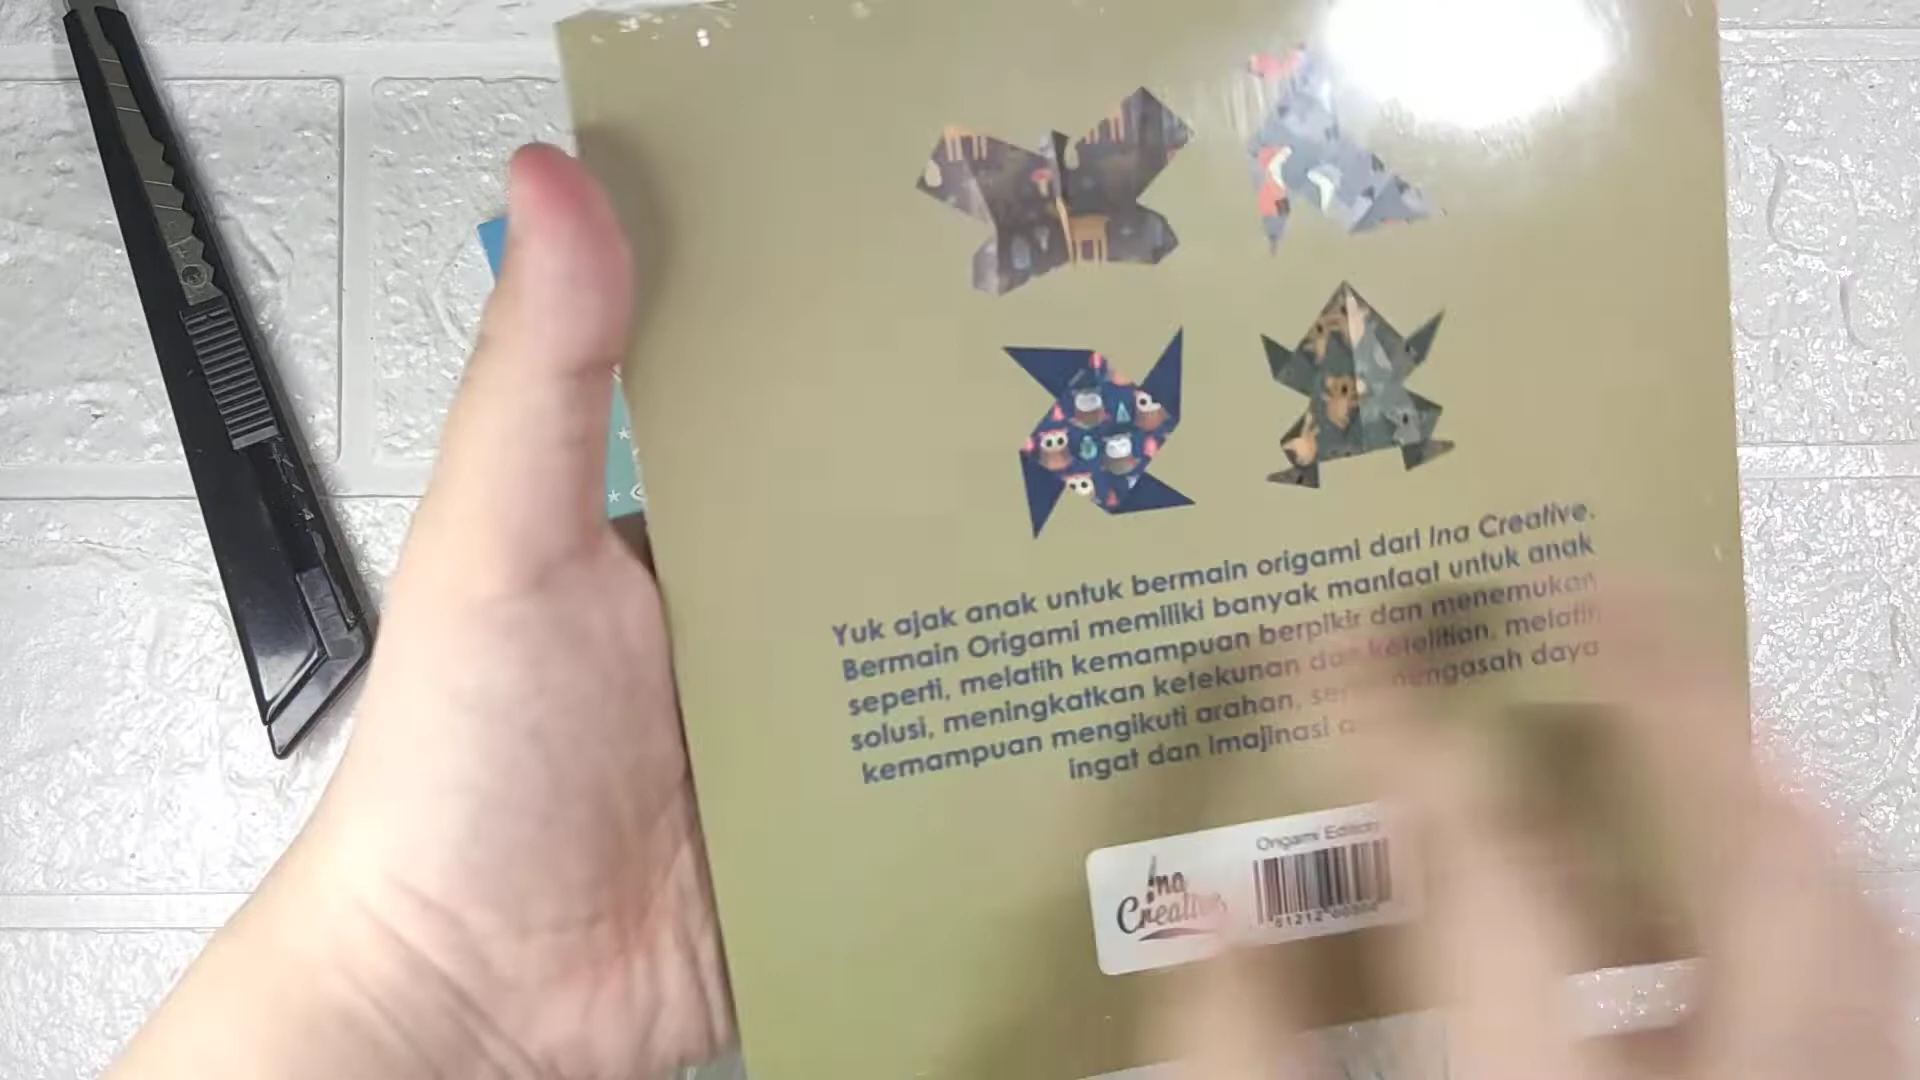 Yuk ajak anak untuk bermain origami dari Ina Creative.
Bermain Origami memiliki banyak manfaat untuk anak
seperti, melatih kemampuan berpikir dan menemukan
solusi, meningkatkan ketekunan dan ketelitian, melatih
kemampuan mengikuti arahan, mengasah daya
ingat dan imajinasi
Origami Edition
Ina
Creative